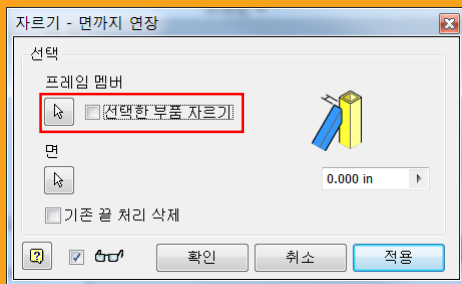 자르기 - 면까지 연장
선택
프레임 멤버
선택한 부품 자르기
면
0.000 in
기존 끝 처리 삭제
확인 취소 적용